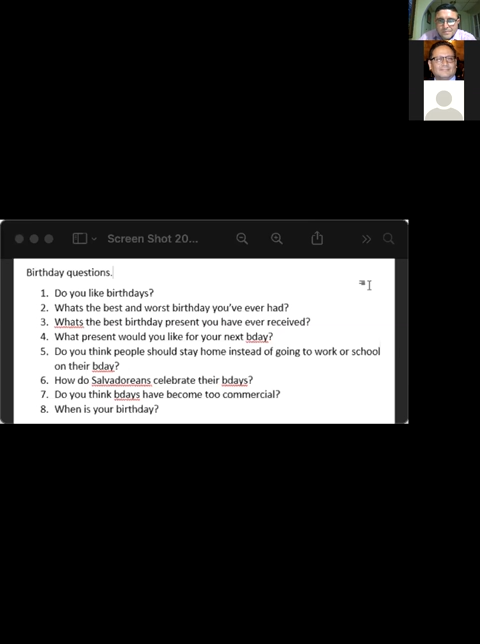 Screen Shot 20...
Birthday questions.
1. Do you like birthdays?
2. Whats the best and worst birthday you've ever had?
3. Whats the best birthday present you have ever received?
4. What present would you like for your next bday?
5. Do you think people should stay home instead of going to work or school
on their bday?
6. How do Salvadoreans celebrate their bdays?
7. Do you think bdays have become too commercial?
8. When is your birthday?